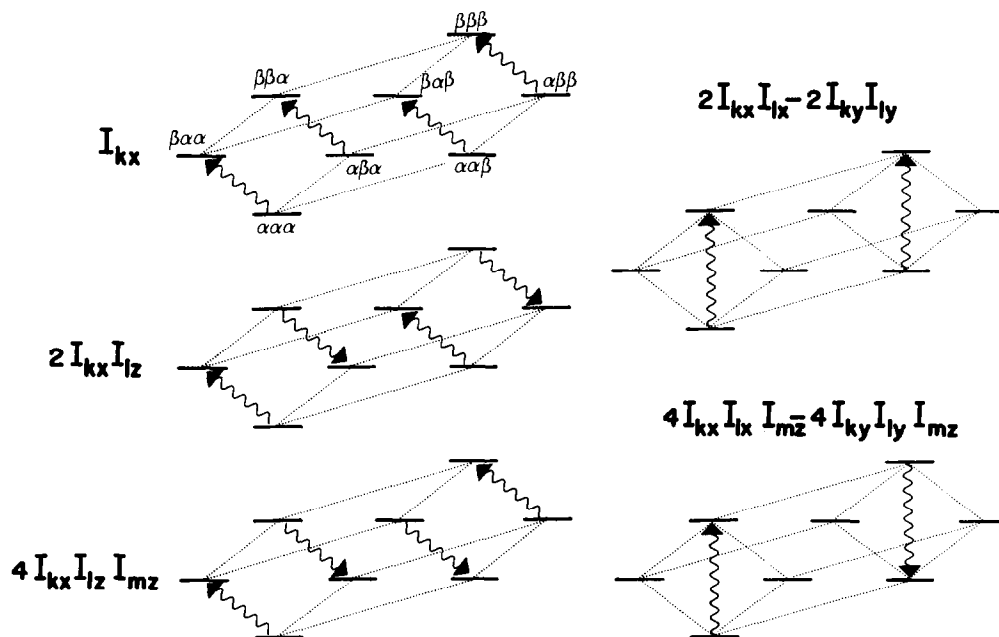 I_kx
βββ
ββα
βαβ
αββ
βαα
αβα
ααβ
ααα
2 I_kx I_lz
4 I_kx I_lz I_mz
2 I_kx I_lx - 2 I_ky I_ly
4 I_kx I_lx I_mz - 4 I_ky I_ly I_mz